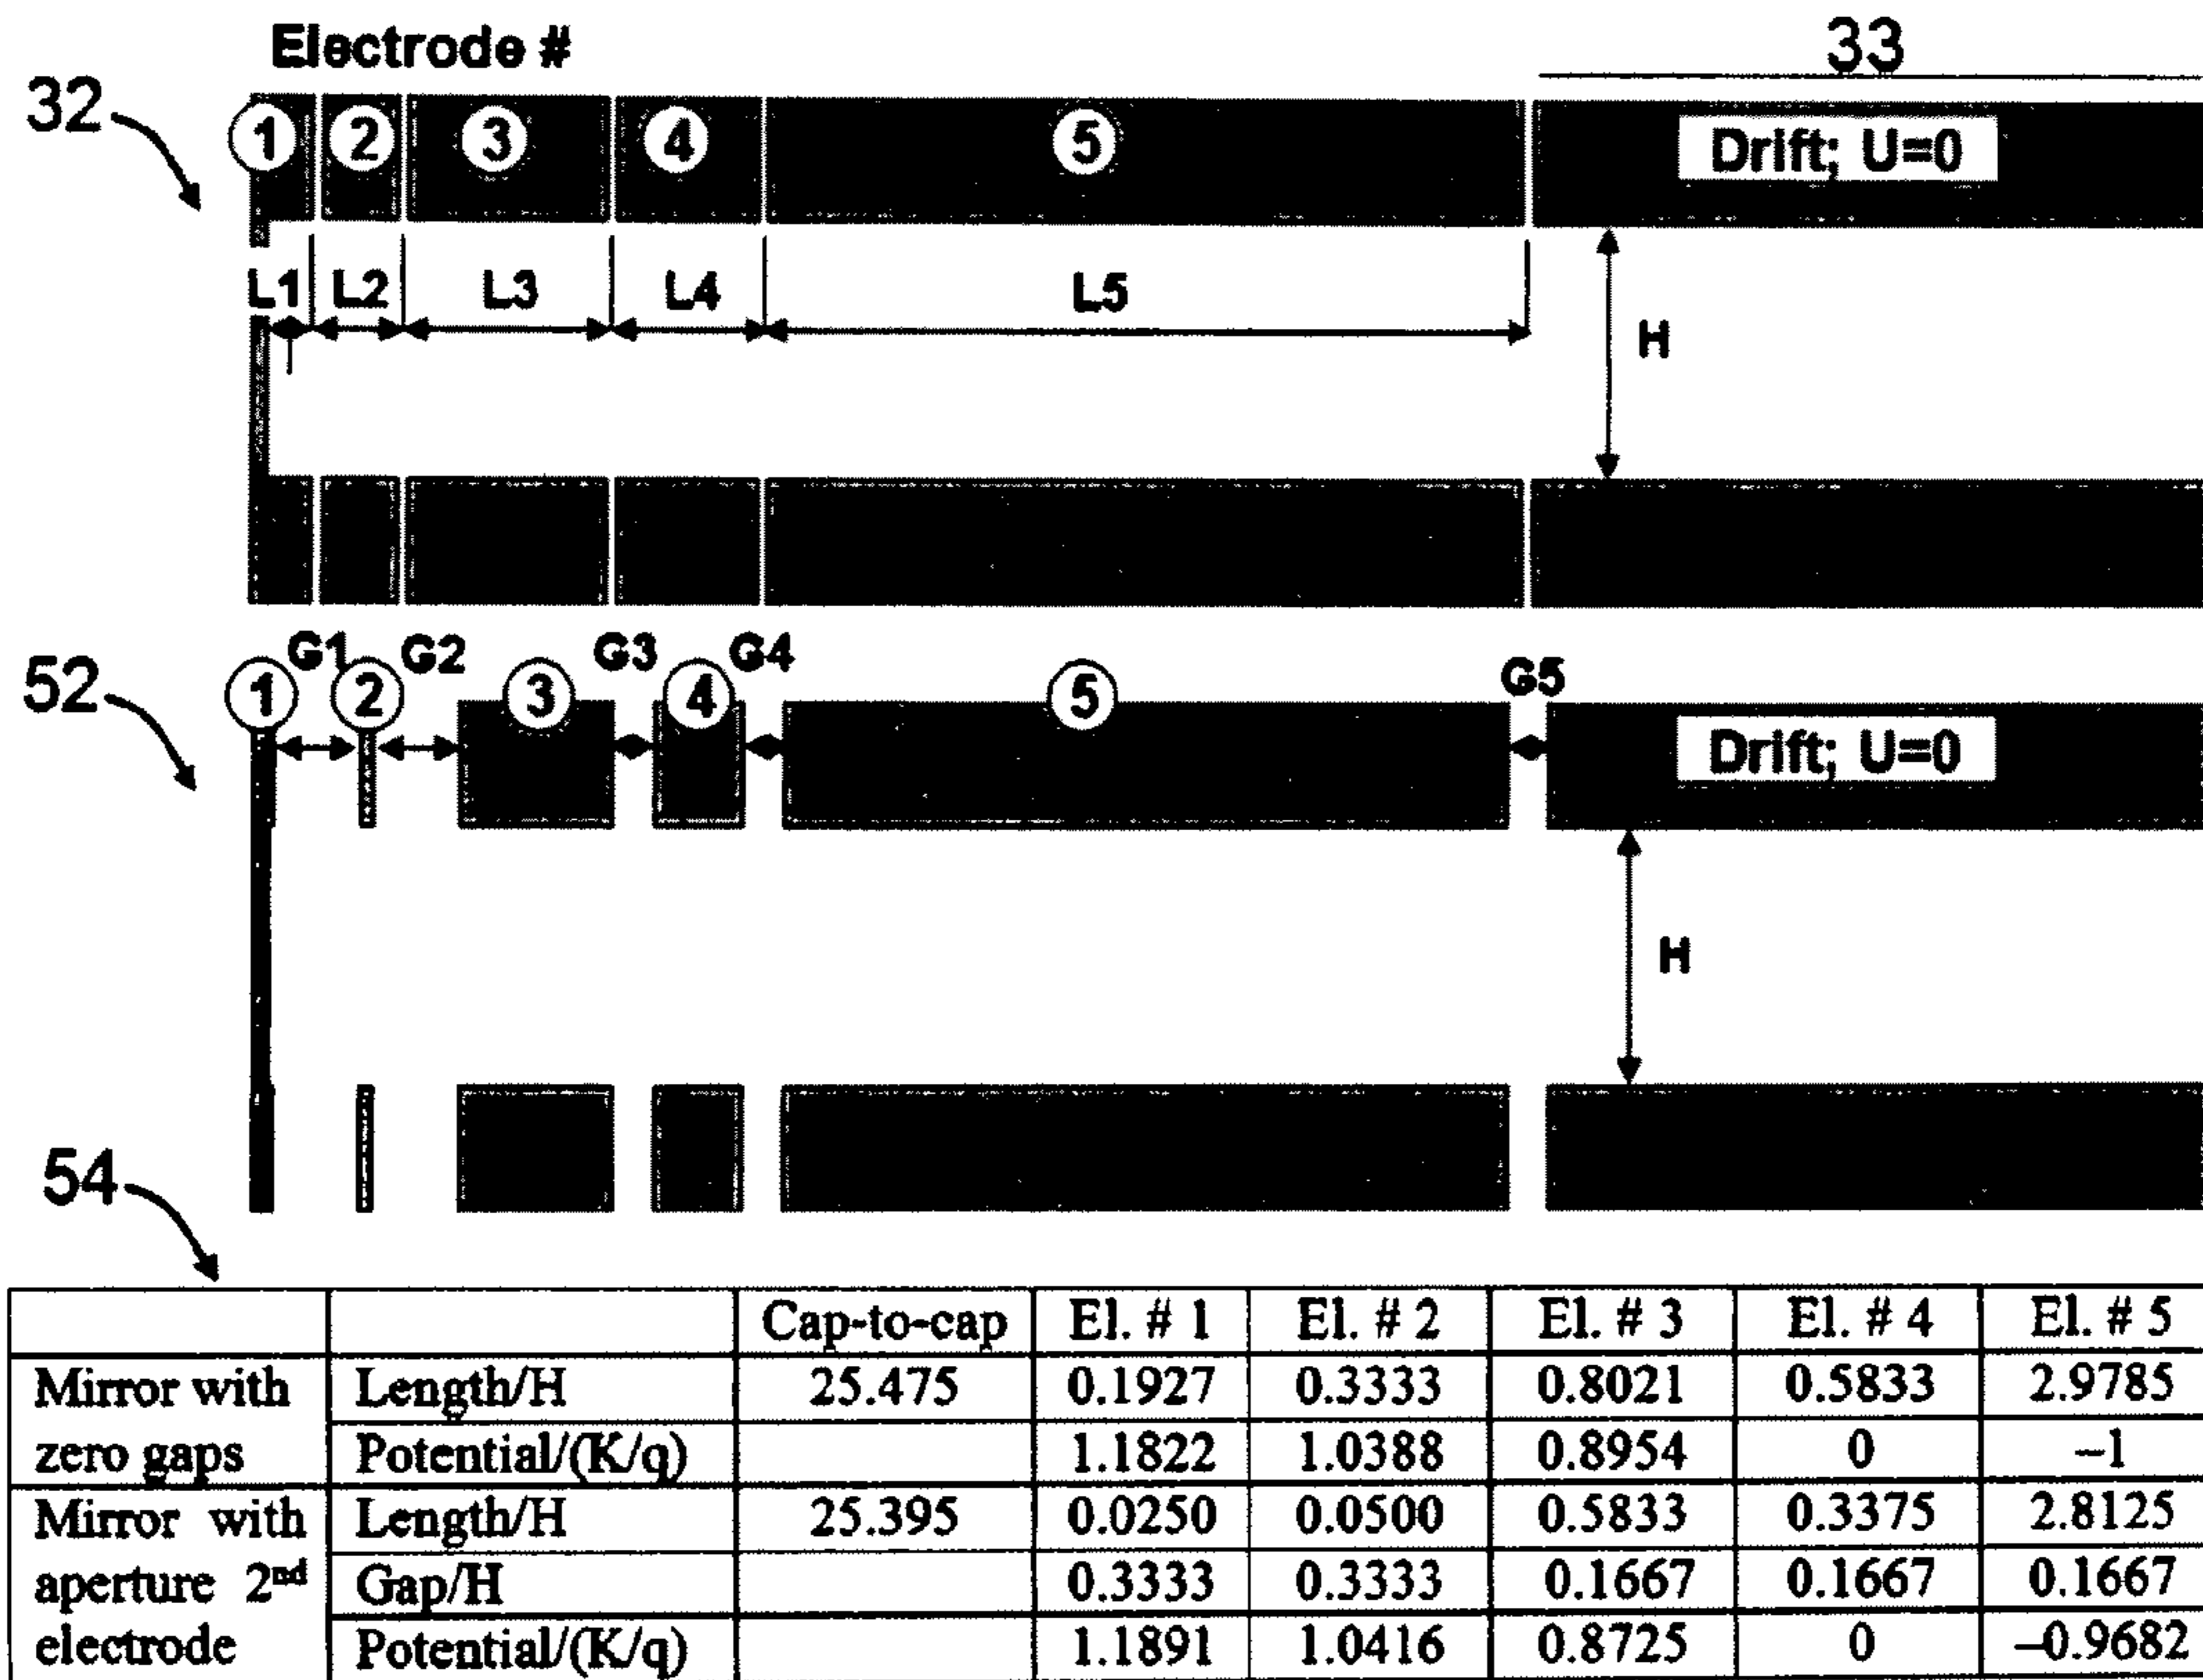 Electrode #
33
32
1 2 3 4 5 Drift; U=0
L1 L2 L3 L4 L5
H
52
G1 G2 G3 G4 G5
1 2 3 4 5 Drift; U=0
H
54
Cap-to-cap El. # 1 El. # 2 El. # 3 El. # 4 El. # 5
Mirror with Length/H 25.475 0.1927 0.3333 0.8021 0.5833 2.9785
zero gaps Potential/(K/q) 1.1822 1.0388 0.8954 0 –1
Mirror with Length/H 25.395 0.0250 0.0500 0.5833 0.3375 2.8125
aperture 2nd Gap/H 0.3333 0.3333 0.1667 0.1667 0.1667
electrode Potential/(K/q) 1.1891 1.0416 0.8725 0 –0.9682